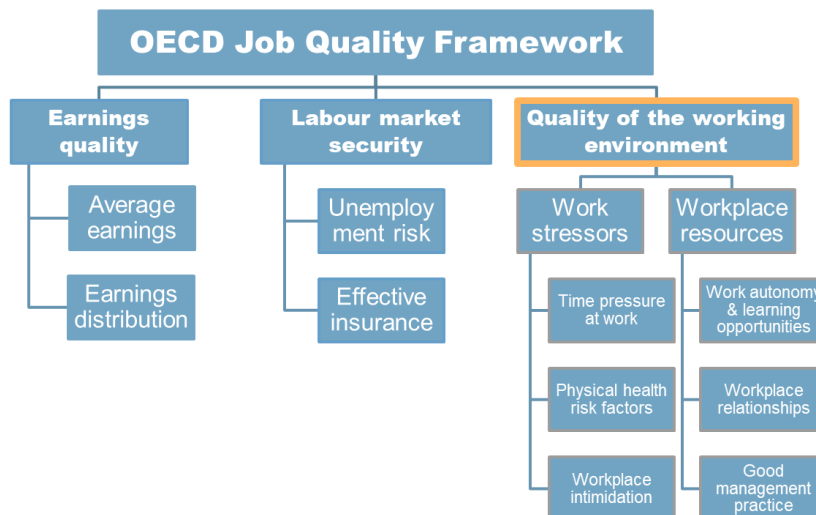 OECD Job Quality Framework
Earnings
quality
Labour market
security
Quality of the working
environment
Average
earnings
Earnings
distribution
Unemploy
ment risk
Effective
insurance
Work
stressors
Workplace
resources
Time pressure
at work
Physical health
risk factors
Workplace
intimidation
Work autonomy
& learning
opportunities
Workplace
relationships
Good
management
practice